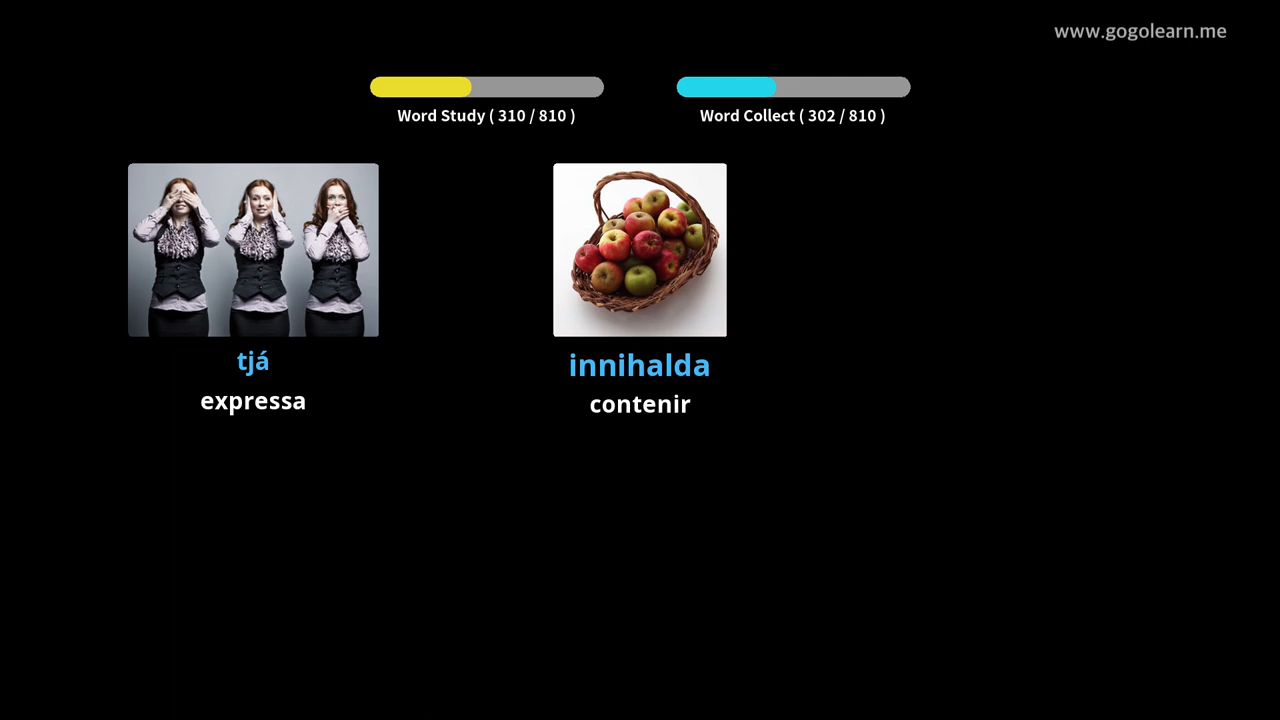 www.gogolearn.me
Word Study ( 310 / 810 )
Word Collect ( 302 / 810 )
tjá
expressa
innihalda
contenir